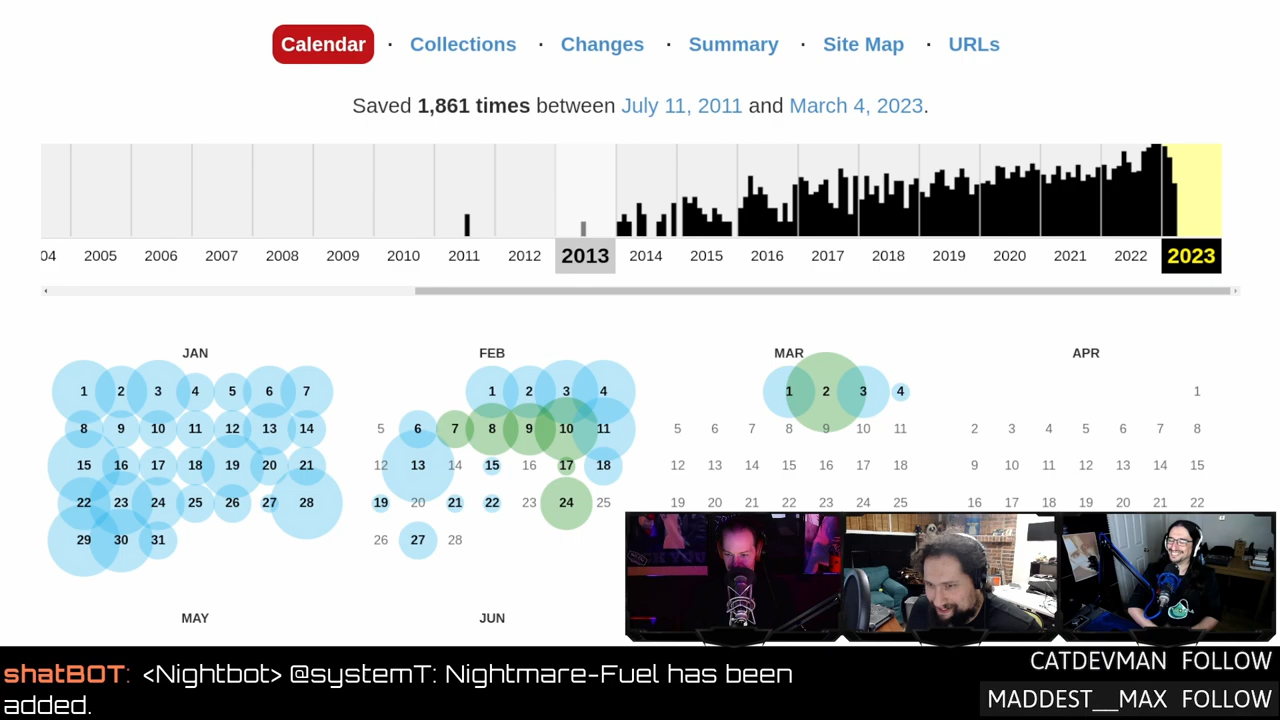 Calendar · Collections · Changes · Summary · Site Map · URLs
Saved 1,861 times between July 11, 2011 and March 4, 2023.
04 2005 2006 2007 2008 2009 2010 2011 2012 2013 2014 2015 2016 2017 2018 2019 2020 2021 2022 2023
JAN FEB MAR APR
1 2 3 4 5 6 7 1 2 3 4 1 2 3 4 1
8 9 10 11 12 13 14 5 6 7 8 9 10 11 5 6 7 8 9 10 11 2 3 4 5 6 7 8
15 16 17 18 19 20 21 12 13 14 15 16 17 18 12 13 14 15 16 17 18 9 10 11 12 13 14 15
22 23 24 25 26 27 28 19 20 21 22 23 24 25 19 20 21 22 23 24 25 16 17 18 19 20 21 22
29 30 31 26 27 28
MAY JUN
shatBOT: <Nightbot> @systemT: Nightmare-Fuel has been
added.
CATDEVMAN FOLLOW
MADDEST__MAX FOLLOW